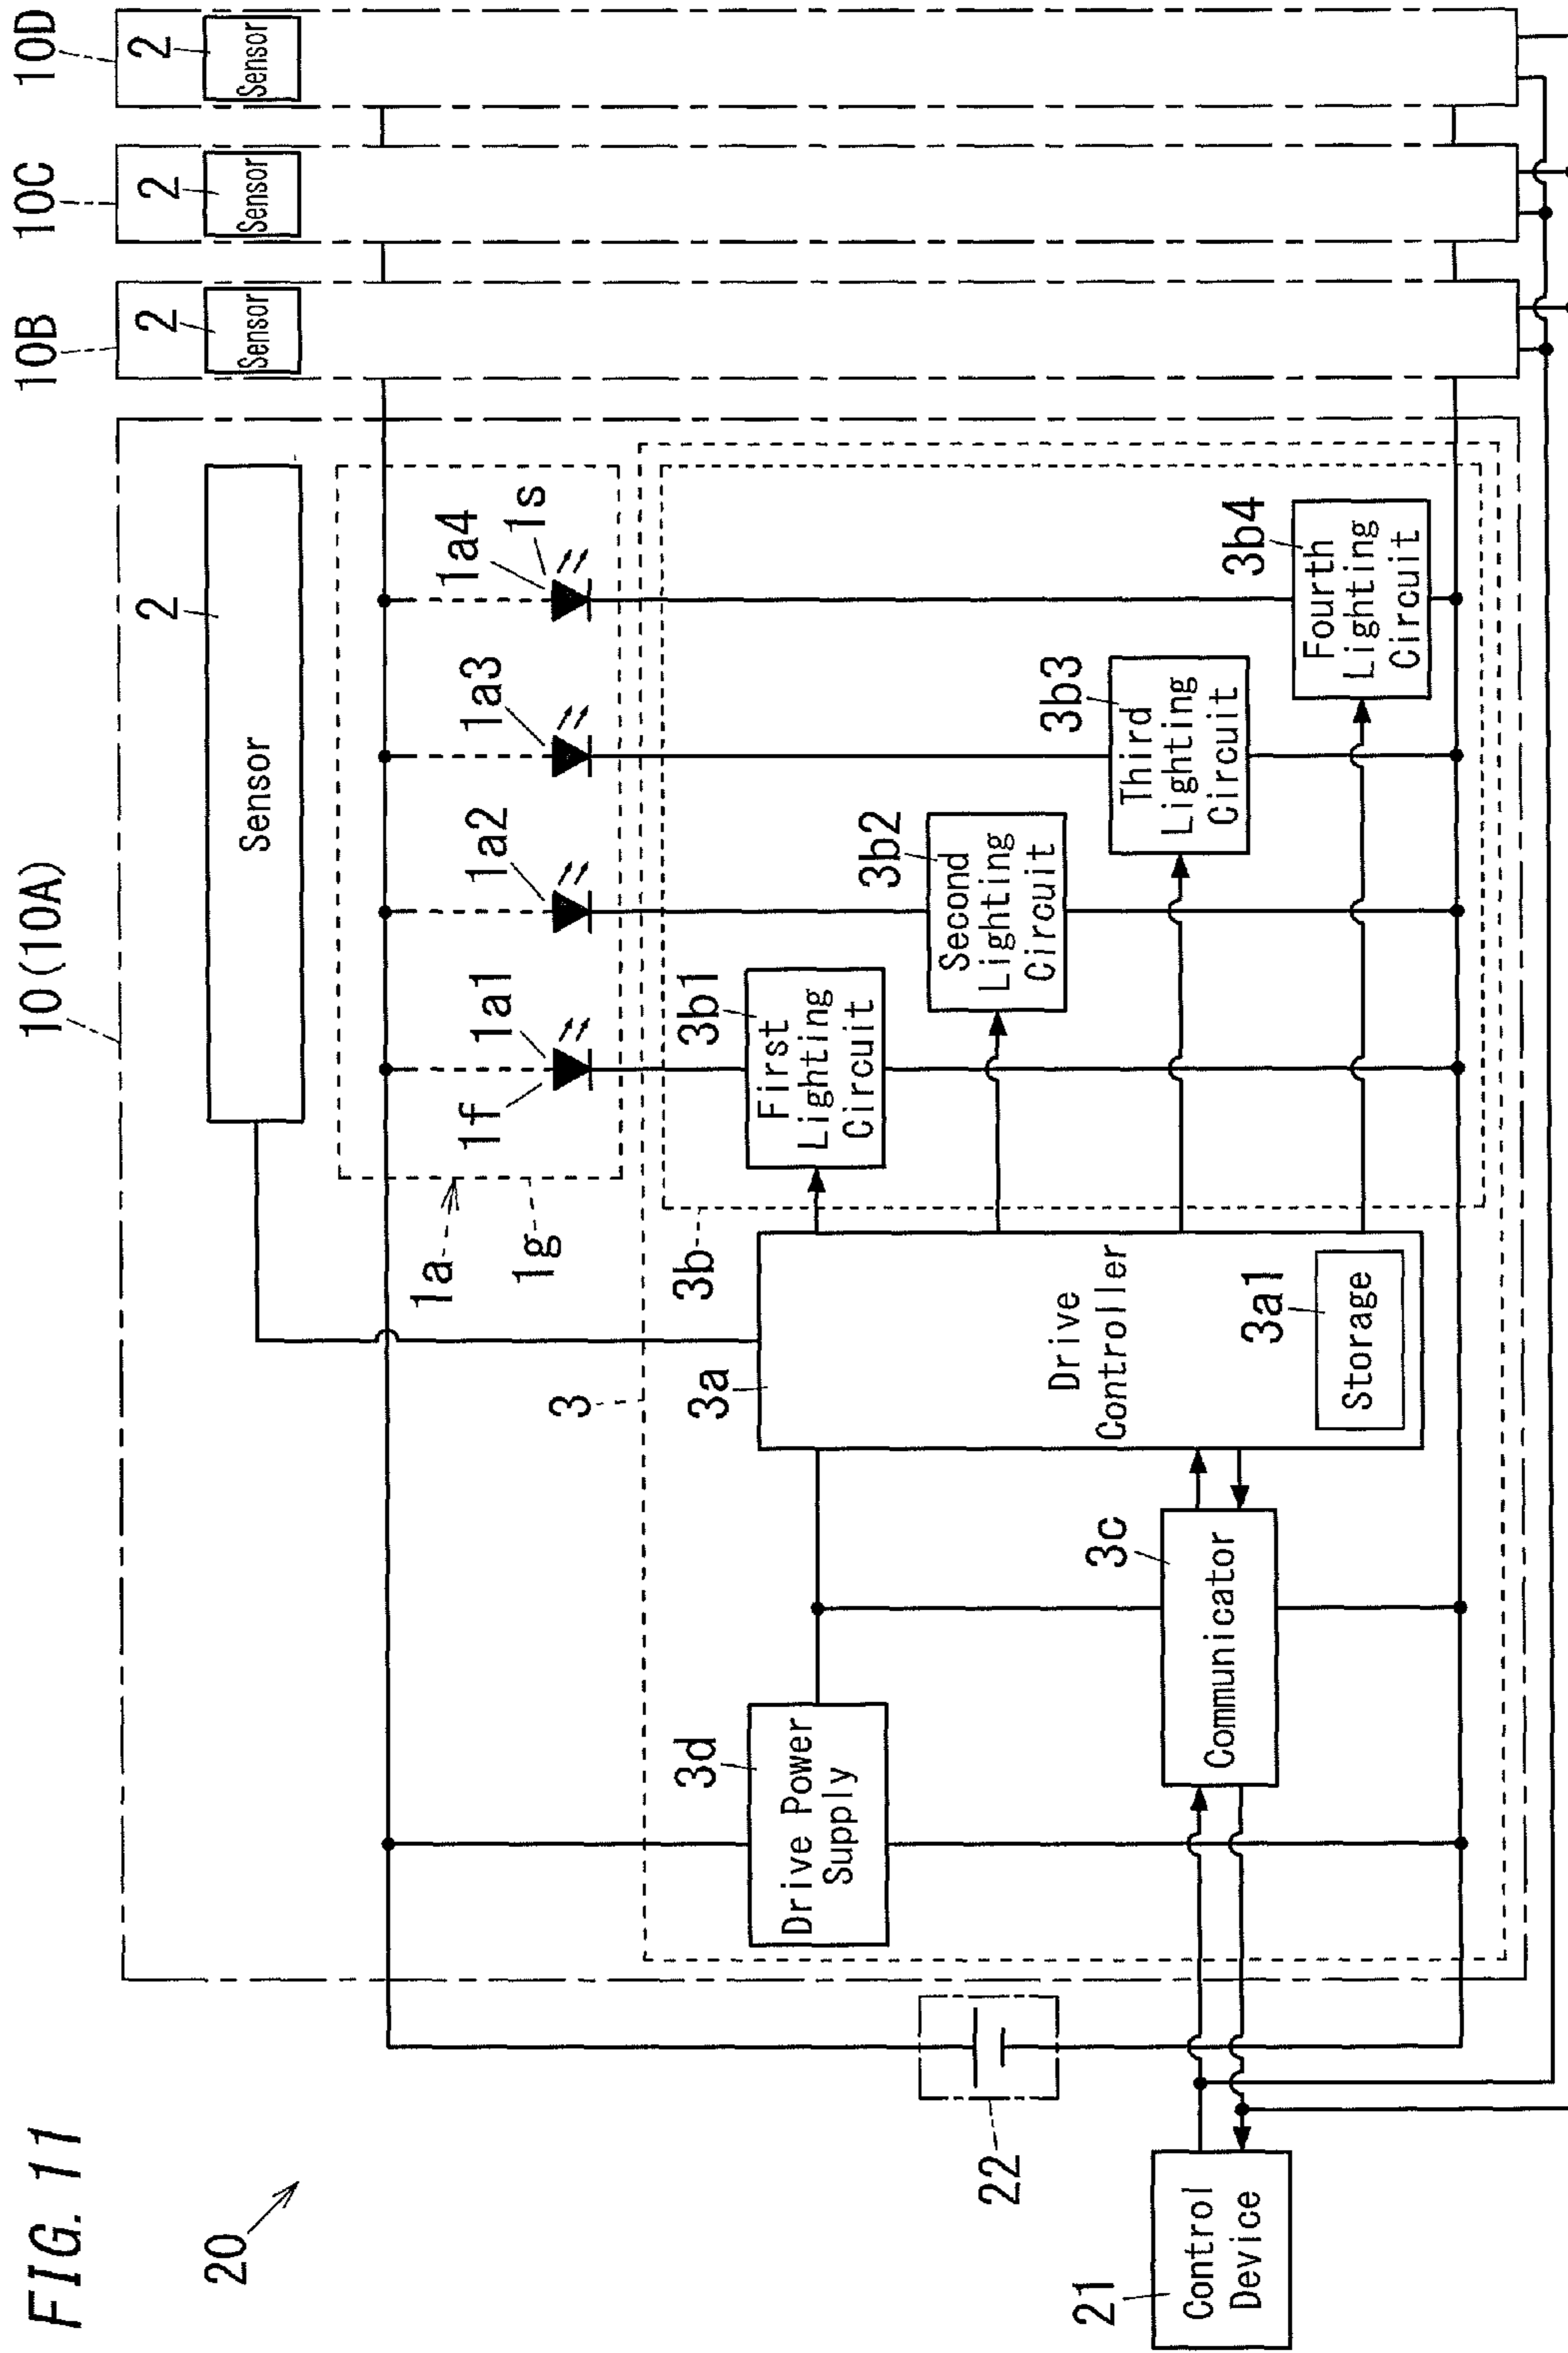 FIG. 11
20
10 (10A)
10B
10C
10D
2
Sensor
2
Sensor
2
Sensor
2
Sensor
1a
1g
1f
1a1
1a2
1a3
1a4
1s
3
3b
3b1
First
Lighting
Circuit
3b2
Second
Lighting
Circuit
3b3
Third
Lighting
Circuit
3b4
Fourth
Lighting
Circuit
3a
Drive
Controller
3a1
Storage
3d
Drive Power
Supply
3c
Communicator
22
21
Control
Device